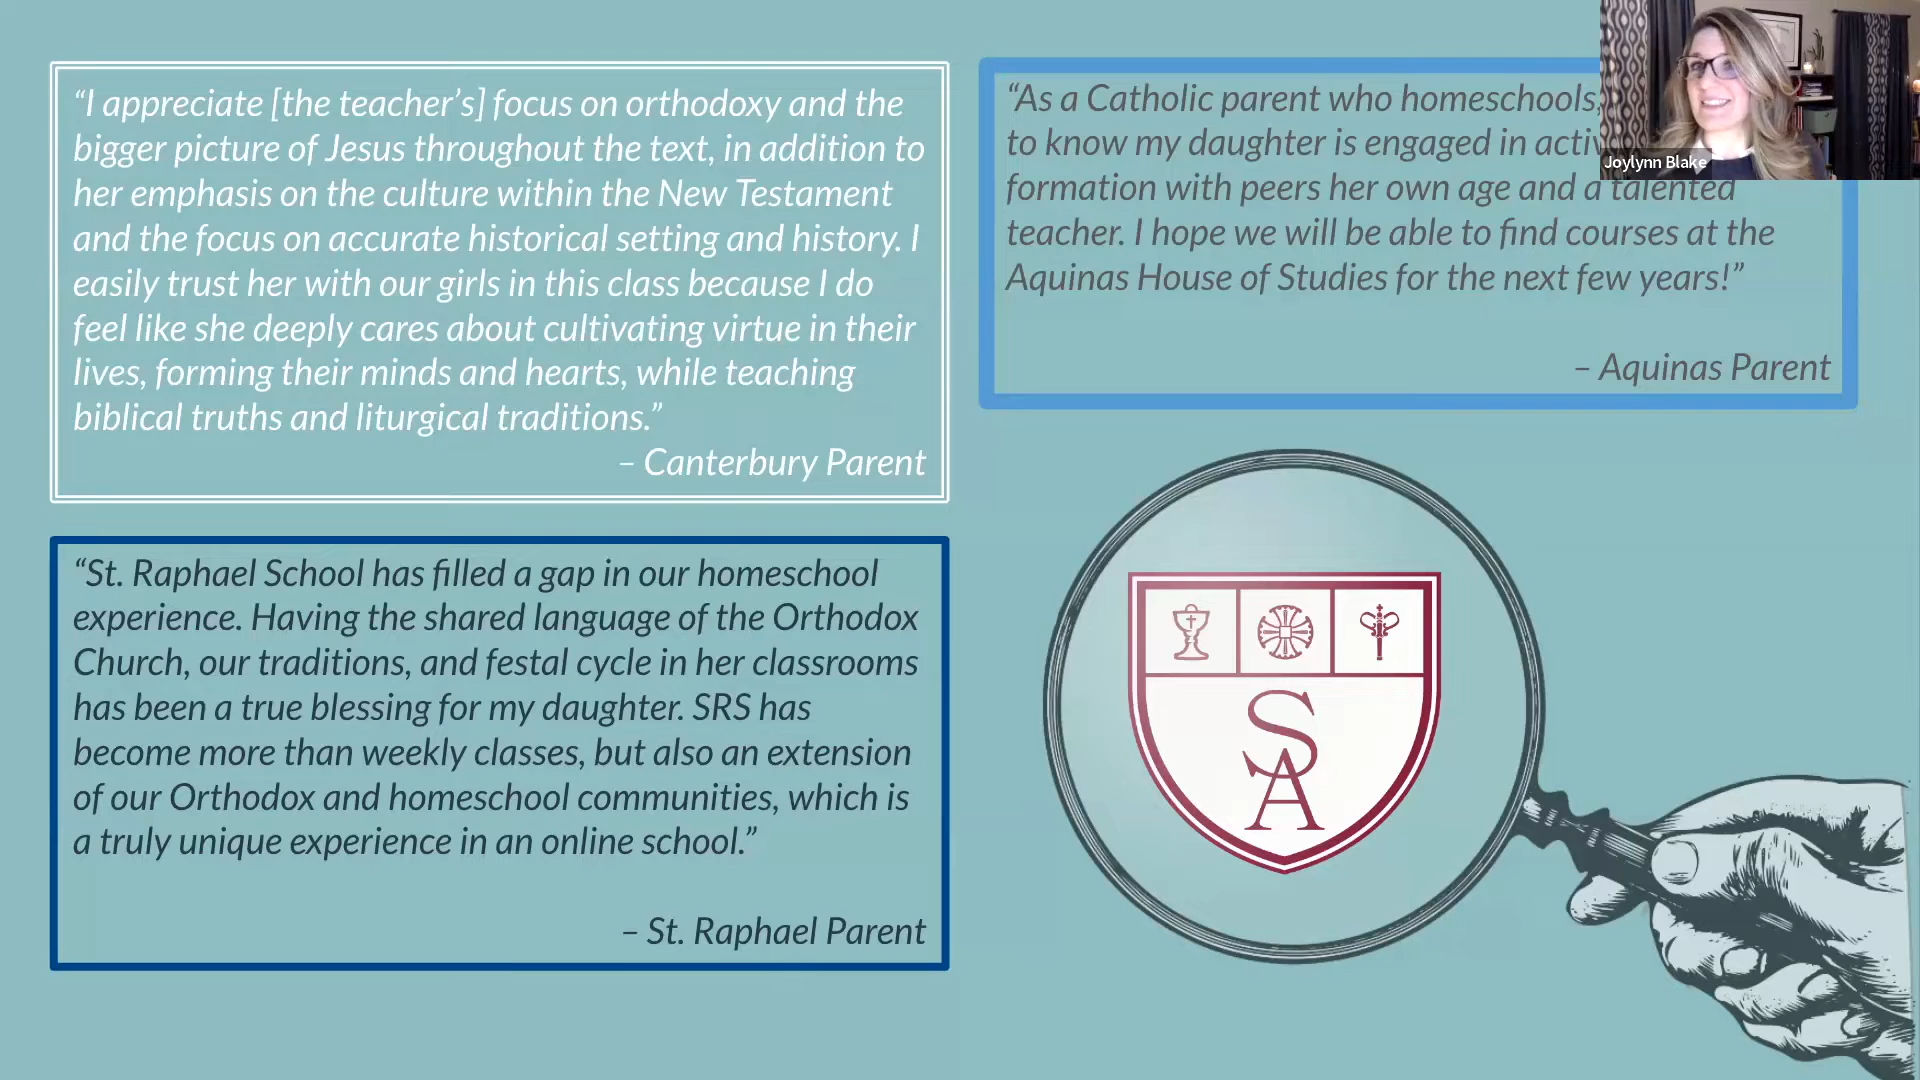 “I appreciate [the teacher’s] focus on orthodoxy and the
bigger picture of Jesus throughout the text, in addition to
her emphasis on the culture within the New Testament
and the focus on accurate historical setting and history. I
easily trust her with our girls in this class because I do
feel like she deeply cares about cultivating virtue in their
lives, forming their minds and hearts, while teaching
biblical truths and liturgical traditions.”
– Canterbury Parent
“St. Raphael School has filled a gap in our homeschool
experience. Having the shared language of the Orthodox
Church, our traditions, and festal cycle in her classrooms
has been a true blessing for my daughter. SRS has
become more than weekly classes, but also an extension
of our Orthodox and homeschool communities, which is
a truly unique experience in an online school.”
– St. Raphael Parent
“As a Catholic parent who homeschools,
to know my daughter is engaged in
formation with peers her own age and a talented
teacher. I hope we will be able to find courses at the
Aquinas House of Studies for the next few years!”
– Aquinas Parent
Joylynn Blake
S
A